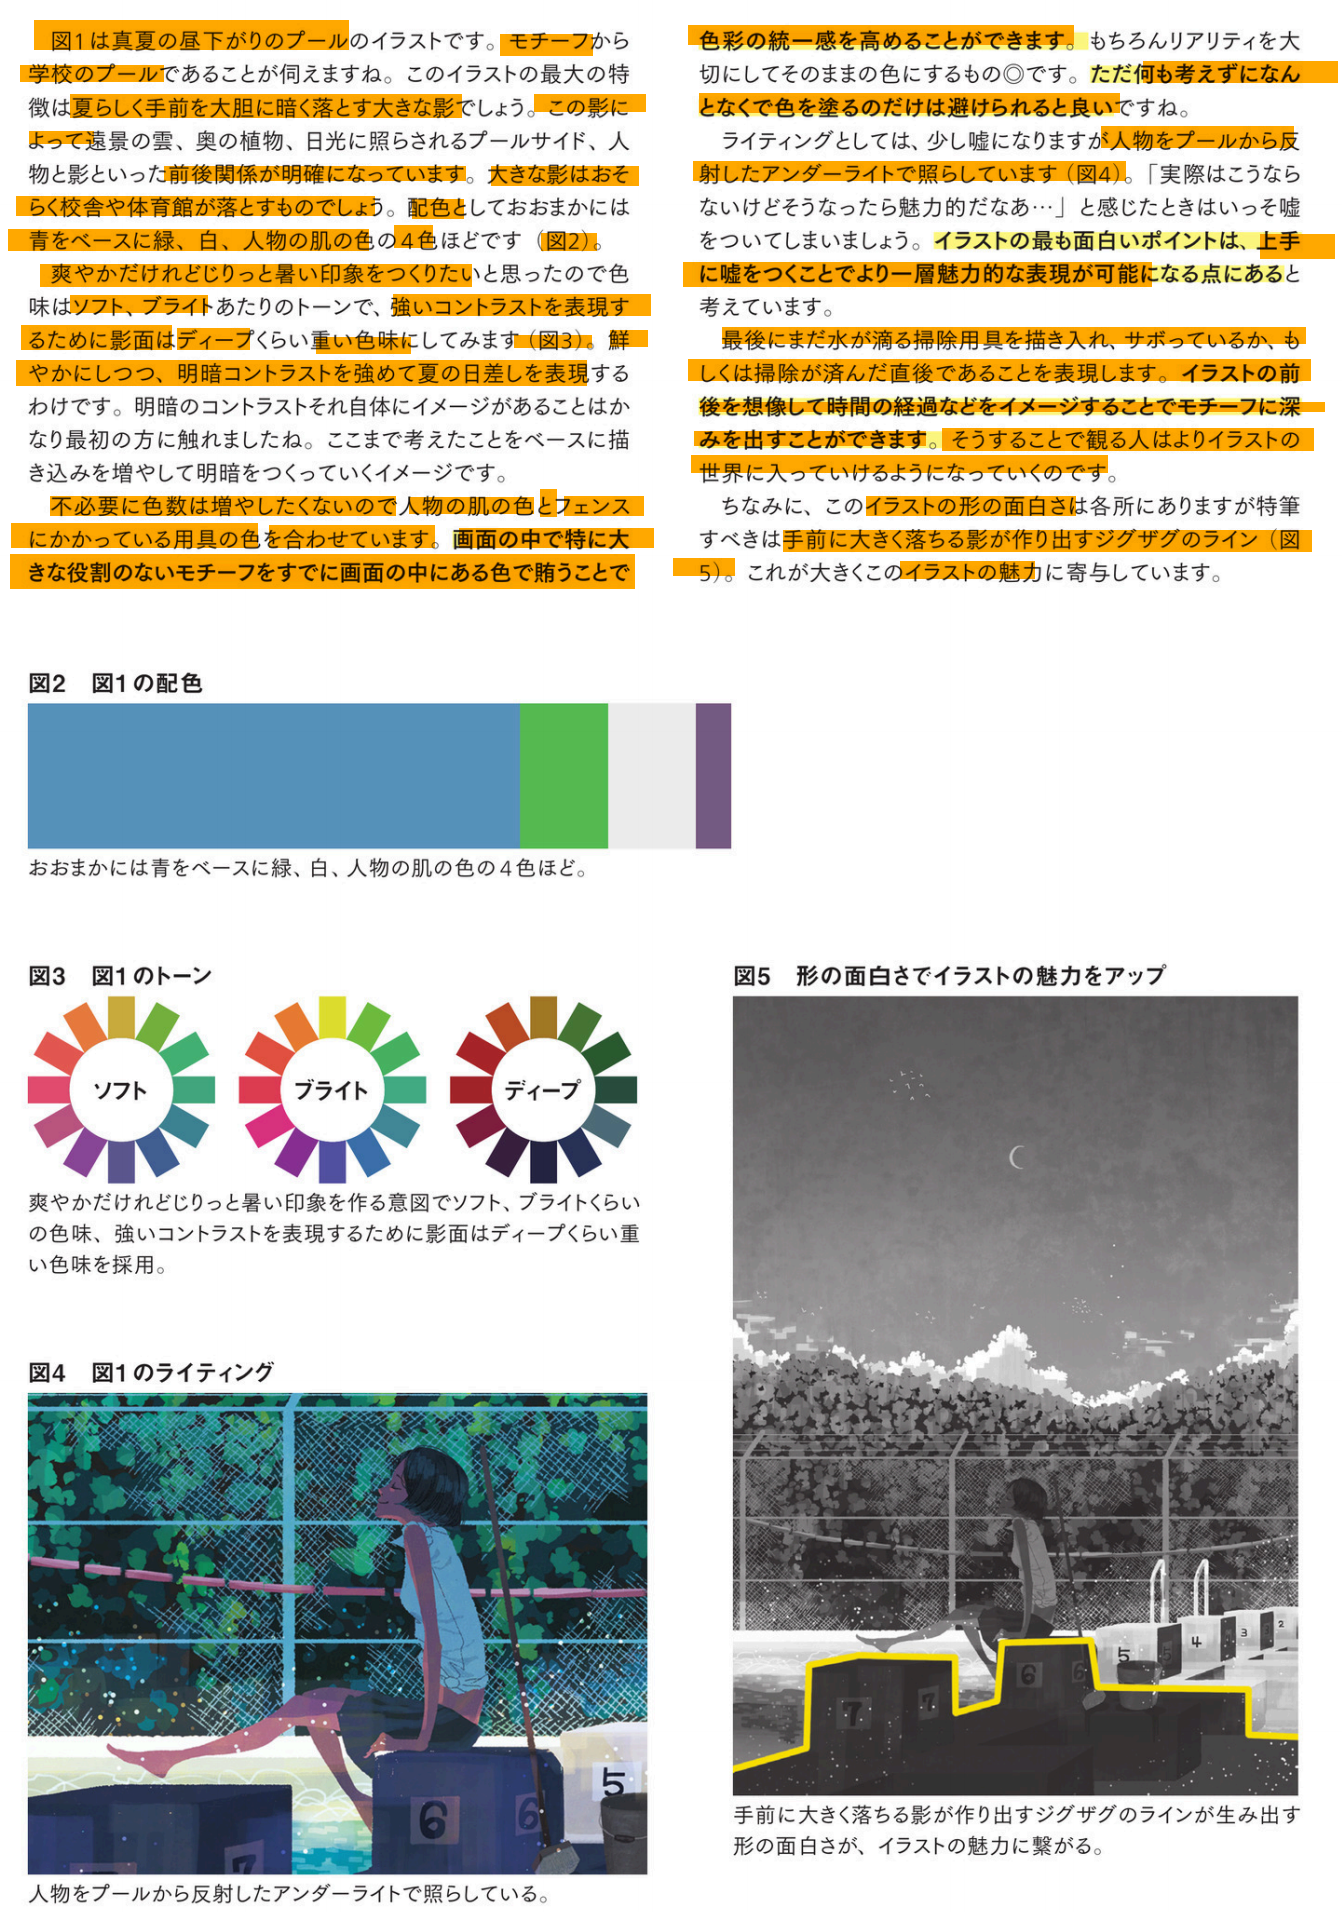 図1は真夏の昼下がりのプールのイラストです。モチーフから
学校のプールであることが伺えますね。このイラストの最大の特
徴は夏らしく手前を大胆に暗く落とす大きな影でしょう。この影に
よって遠景の雲、奥の植物、日光に照らされるプールサイド、人
物と影といった前後関係が明確になっています。大きな影はおそ
らく校舎や体育館が落とすものでしょう。配色としておおまかには
青をベースに緑、白、人物の肌の色の4色ほどです（図2）。
爽やかだけれどじりっと暑い印象をつくりたいと思ったので色
味はソフト、ブライトあたりのトーンで、強いコントラストを表現す
るために影面はディープくらい重い色味にしてみます（図3）。鮮
やかにしつつ、明暗コントラストを強めて夏の日差しを表現する
わけです。明暗のコントラストそれ自体にイメージがあることはか
なり最初の方に触れましたね。ここまで考えたことをベースに描
き込みを増やして明暗をつくっていくイメージです。
不必要に色数は増やしたくないので人物の肌の色とフェンス
にかかっている用具の色を合わせています。画面の中で特に大
きな役割のないモチーフをすでに画面の中にある色で賄うことで
色彩の統一感を高めることができます。もちろんリアリティを大
切にしてそのままの色にするもの◎です。ただ何も考えずになん
となくで色を塗るのだけは避けられると良いですね。
ライティングとしては、少し嘘になりますが人物をプールから反
射したアンダーライトで照らしています（図4）。「実際はこうなら
ないけどそうなったら魅力的だなあ…」と感じたときはいっそ嘘
をついてしまいましょう。イラストの最も面白いポイントは、上手
に嘘をつくことでより一層魅力的な表現が可能になる点にあると
考えています。
最後にまだ水が滴る掃除用具を描き入れ、サボっているか、も
しくは掃除が済んだ直後であることを表現します。イラストの前
後を想像して時間の経過などをイメージすることでモチーフに深
みを出すことができます。そうすることで観る人はよりイラストの
世界に入っていけるようになっていくのです。
ちなみに、このイラストの形の面白さは各所にありますが特筆
すべきは手前に大きく落ちる影が作り出すジグザグのライン（図
5）。これが大きくこのイラストの魅力に寄与しています。
図2　図1の配色
おおまかには青をベースに緑、白、人物の肌の色の4色ほど。
図3　図1のトーン
ソフト
ブライト
ディープ
爽やかだけれどじりっと暑い印象を作る意図でソフト、ブライトくらい
の色味、強いコントラストを表現するために影面はディープくらい重
い色味を採用。
図4　図1のライティング
5
6
6
7
人物をプールから反射したアンダーライトで照らしている。
図5　形の面白さでイラストの魅力をアップ
2
3
4
5
5
6
6
7
7
手前に大きく落ちる影が作り出すジグザグのラインが生み出す
形の面白さが、イラストの魅力に繋がる。